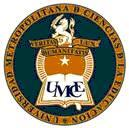 UNIVERSIDAD METROPOLITANA DE CIENCIAS DE LA EDUCACION
VERITAS LUX
HUMANITATIS
UMCE